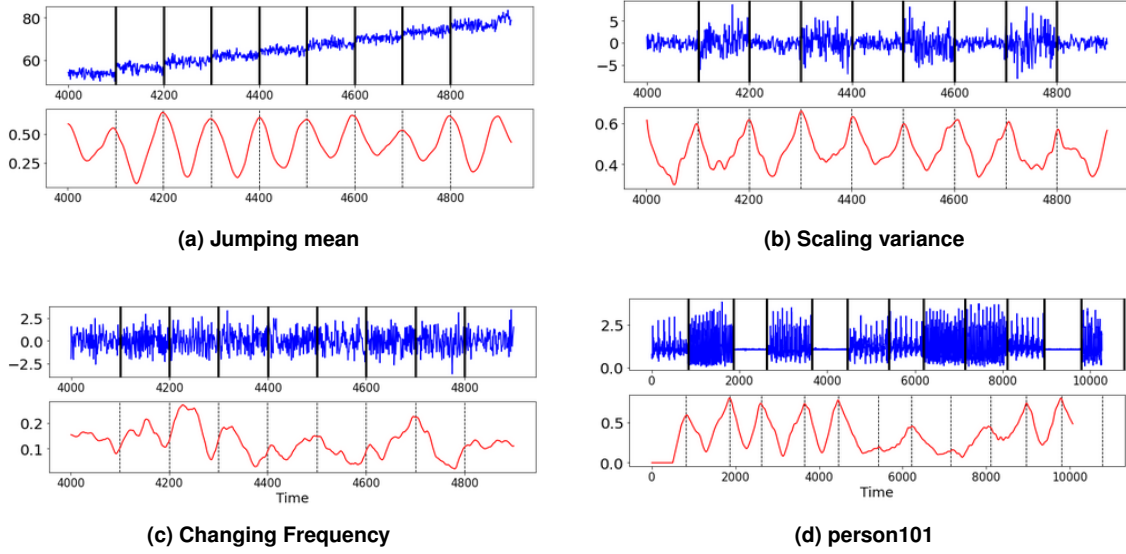 80
60
4000 4200 4400 4600 4800
0.50
0.25
4000 4200 4400 4600 4800
(a) Jumping mean
5
0
−5
4000 4200 4400 4600 4800
0.6
0.4
4000 4200 4400 4600 4800
(b) Scaling variance
2.5
0.0
−2.5
4000 4200 4400 4600 4800
0.2
0.1
4000 4200 4400 4600 4800
Time
(c) Changing Frequency
2.5
0.0
0 2000 4000 6000 8000 10000
0.5
0.0
0 2000 4000 6000 8000 10000
Time
(d) person101